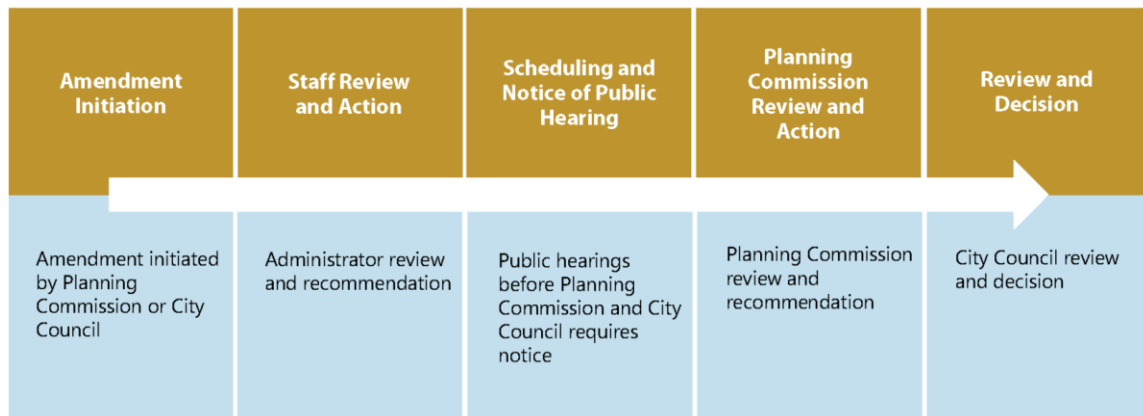 Amendment
Initiation
Staff Review
and Action
Scheduling and
Notice of Public
Hearing
Planning
Commission
Review and
Action
Review and
Decision
Amendment initiated
by Planning
Commission or City
Council
Administrator review
and recommendation
Public hearings
before Planning
Commission and City
Council requires
notice
Planning Commission
review and
recommendation
City Council review
and decision